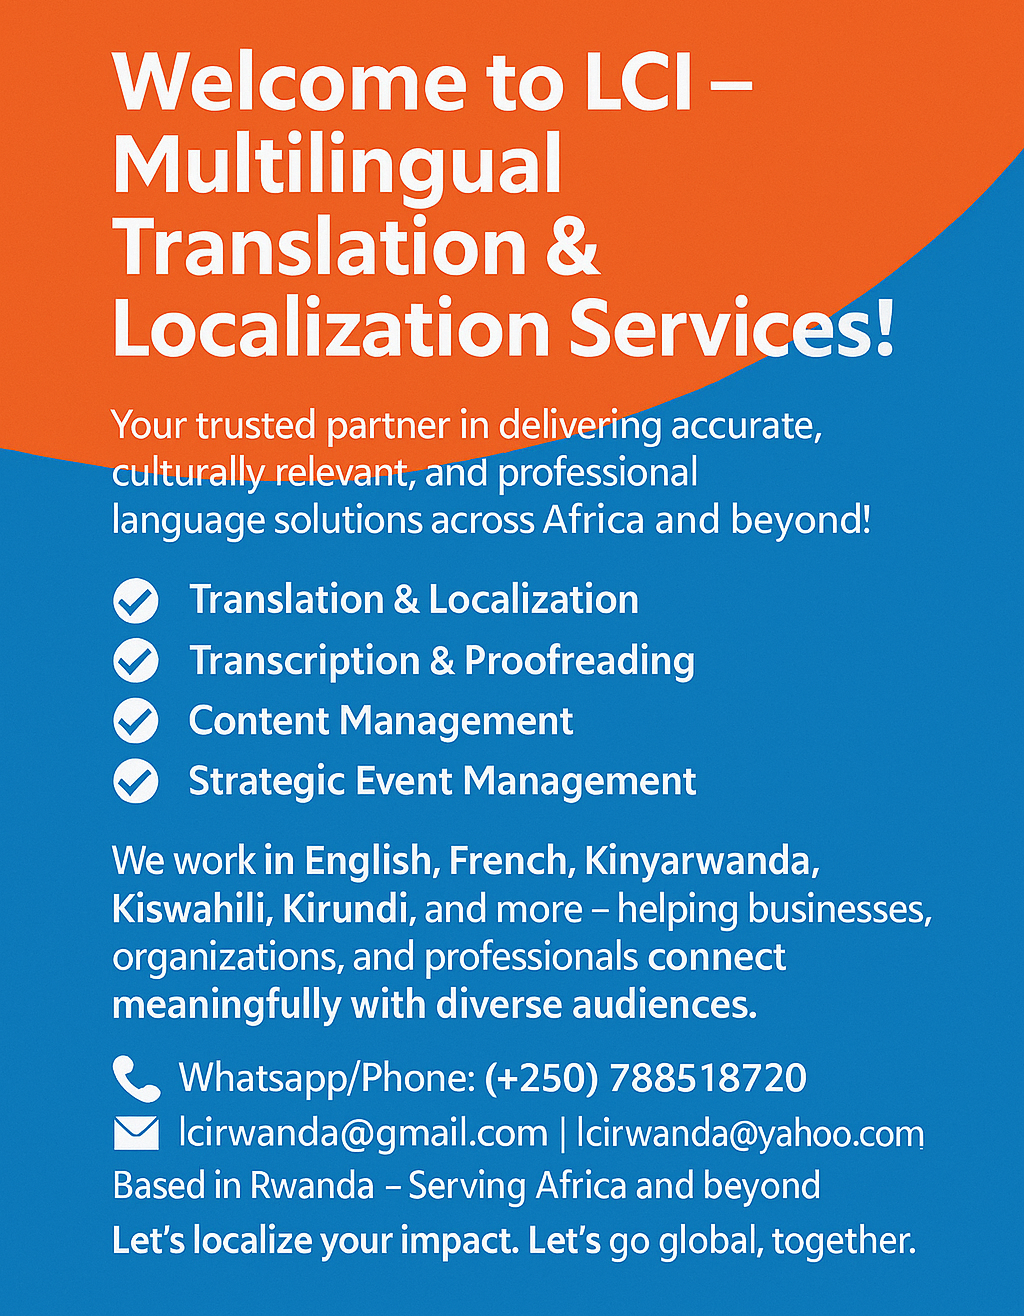 Welcome to LCI –
Multilingual
Translation &
Localization Services!
Your trusted partner in delivering accurate,
culturally relevant, and professional
language solutions across Africa and beyond!
Translation & Localization
Transcription & Proofreading
Content Management
Strategic Event Management
We work in English, French, Kinyarwanda,
Kiswahili, Kirundi, and more – helping businesses,
organizations, and professionals connect
meaningfully with diverse audiences.
Whatsapp/Phone: (+250) 788518720
lcirwanda@gmail.com | lcirwanda@yahoo.com
Based in Rwanda – Serving Africa and beyond
Let's localize your impact. Let's go global, together.